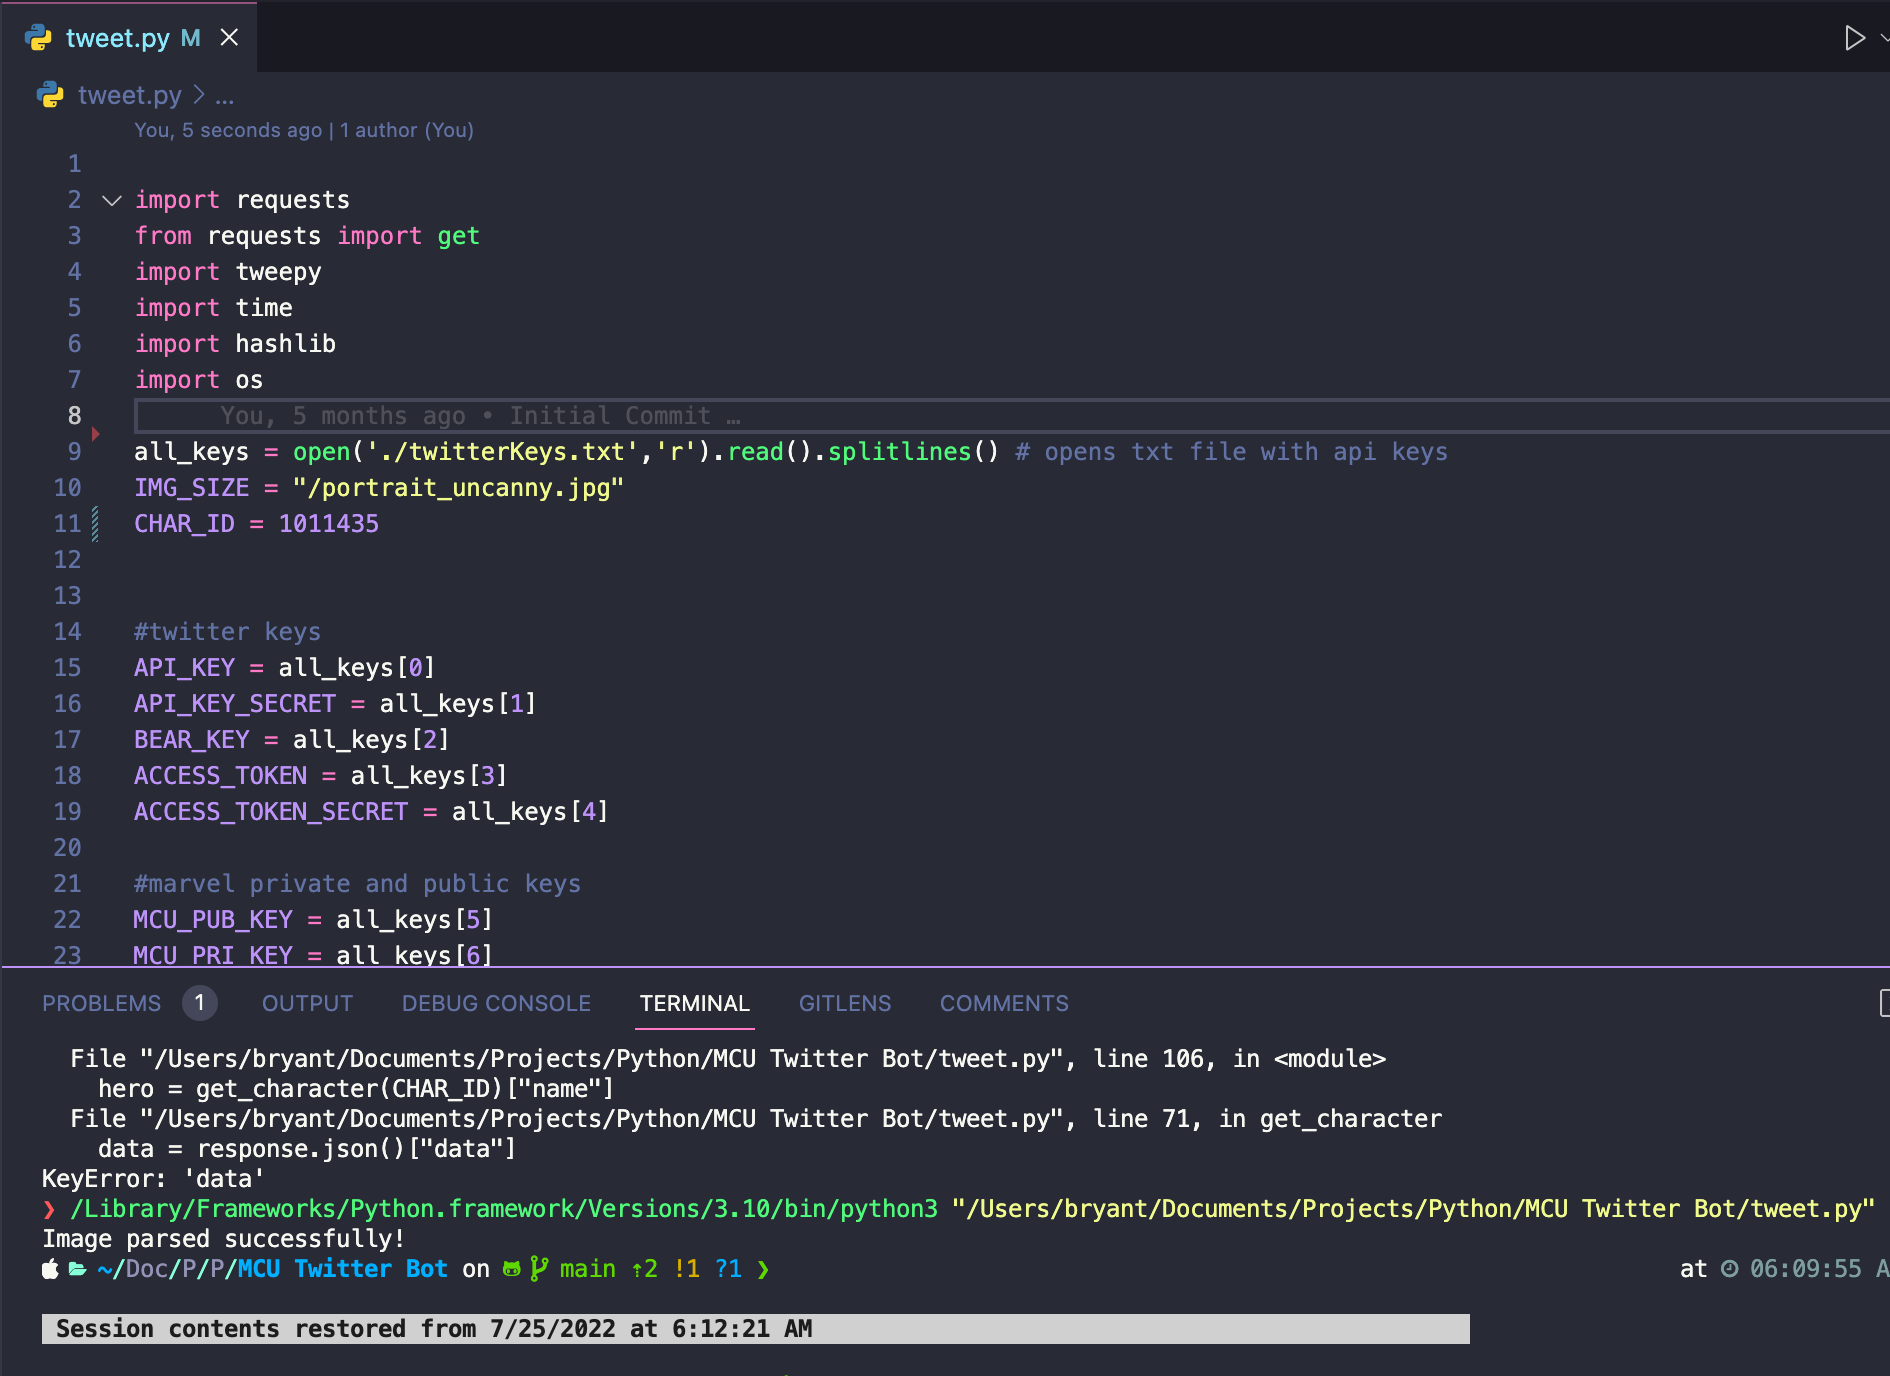 tweet.py M
tweet.py > ...
You, 5 seconds ago | 1 author (You)
1
2 import requests
3 from requests import get
4 import tweepy
5 import time
6 import hashlib
7 import os
8 You, 5 months ago • Initial Commit …
9 all_keys = open('./twitterKeys.txt','r').read().splitlines() # opens txt file with api keys
10 IMG_SIZE = "/portrait_uncanny.jpg"
11 CHAR_ID = 1011435
12
13
14 #twitter keys
15 API_KEY = all_keys[0]
16 API_KEY_SECRET = all_keys[1]
17 BEAR_KEY = all_keys[2]
18 ACCESS_TOKEN = all_keys[3]
19 ACCESS_TOKEN_SECRET = all_keys[4]
20
21 #marvel private and public keys
22 MCU_PUB_KEY = all_keys[5]
23 MCU_PRI_KEY = all_keys[6]
PROBLEMS 1 OUTPUT DEBUG CONSOLE TERMINAL GITLENS COMMENTS
File "/Users/bryant/Documents/Projects/Python/MCU Twitter Bot/tweet.py", line 106, in <module>
hero = get_character(CHAR_ID)["name"]
File "/Users/bryant/Documents/Projects/Python/MCU Twitter Bot/tweet.py", line 71, in get_character
data = response.json()["data"]
KeyError: 'data'
❯ /Library/Frameworks/Python.framework/Versions/3.10/bin/python3 "/Users/bryant/Documents/Projects/Python/MCU Twitter Bot/tweet.py"
Image parsed successfully!
~/Doc/P/P/MCU Twitter Bot on main ⇡2 !1 ?1 ❯ at 06:09:55 A
Session contents restored from 7/25/2022 at 6:12:21 AM